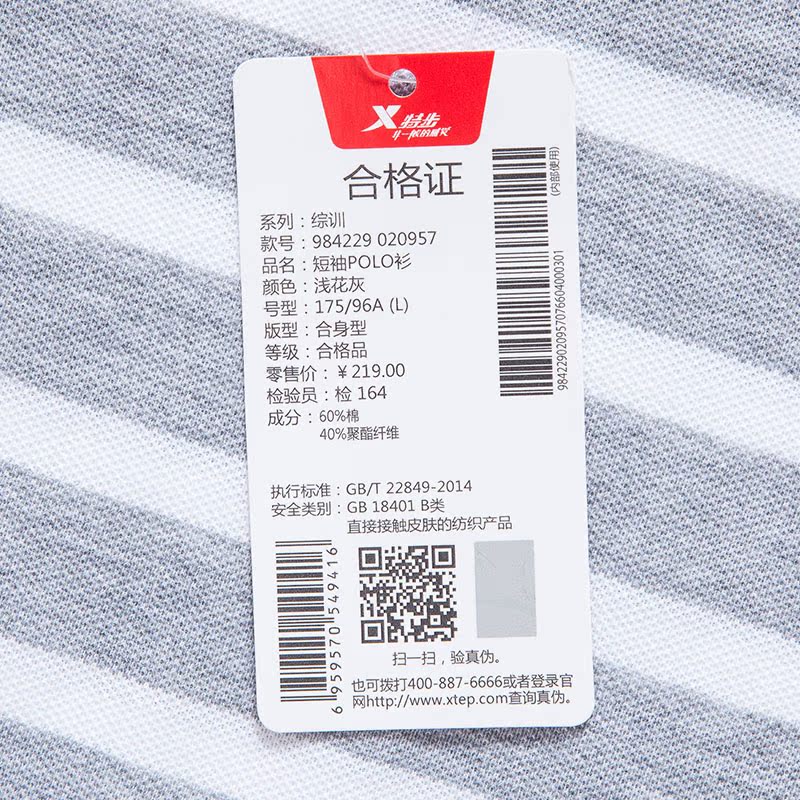 X 特步
非一般的感觉
合格证
系列：综训
款号：984229 020957
品名：短袖POLO衫
颜色：浅花灰
号型：175/96A (L)
版型：合身型
等级：合格品
零售价：￥219.00
检验员：检 164
成分：60%棉
40%聚酯纤维
(内部使用)
984229020957076604000301
执行标准：GB/T 22849-2014
安全类别：GB 18401 B类
直接接触皮肤的纺织产品
6 959570 549416
扫一扫，验真伪。
也可拨打400-887-6666或者登录官
网http://www.xtep.com查询真伪。